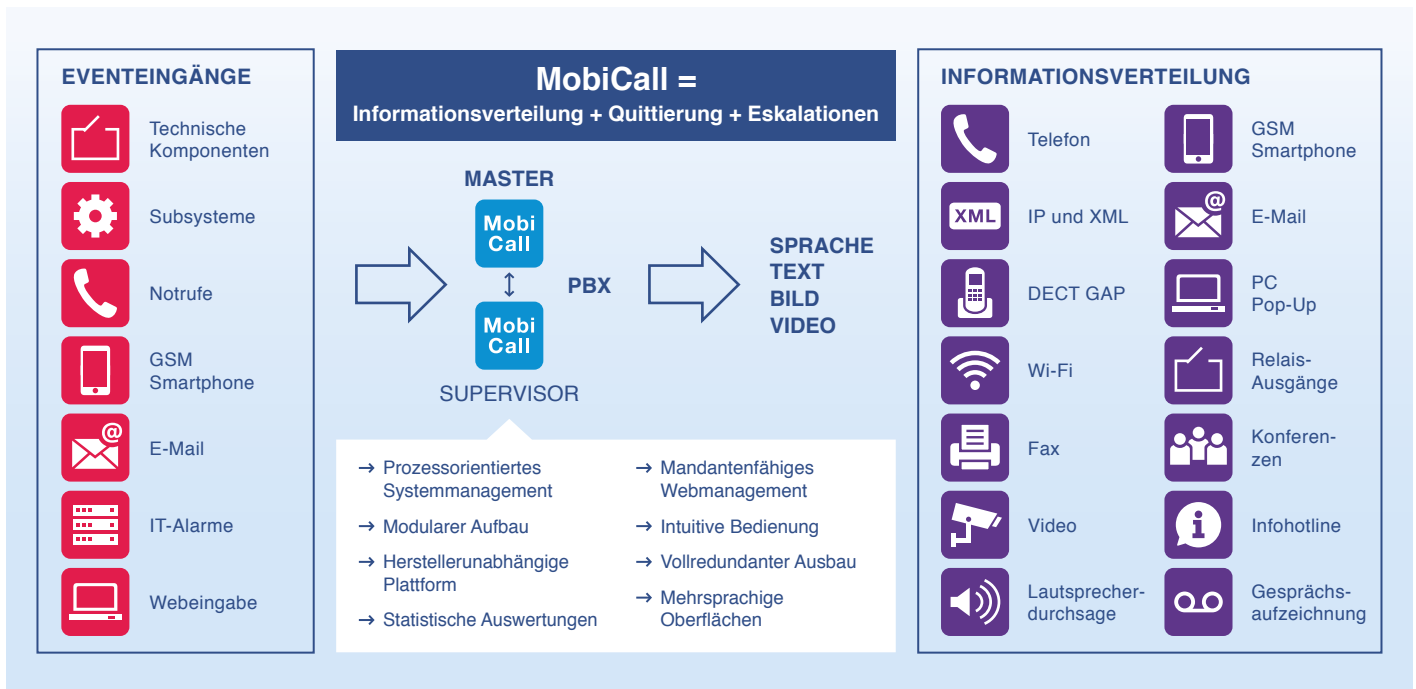 EVENTEINGÄNGE
Technische
Komponenten
Subsysteme
Notrufe
GSM
Smartphone
@
E-Mail
IT-Alarme
Webeingabe
MobiCall =
Informationsverteilung + Quittierung + Eskalationen
MASTER
Mobi
Call
PBX
Mobi
Call
SUPERVISOR
SPRACHE
TEXT
BILD
VIDEO
→ Prozessorientiertes
Systemmanagement
→ Modularer Aufbau
→ Herstellerunabhängige
Plattform
→ Statistische Auswertungen
→ Mandantenfähiges
Webmanagement
→ Intuitive Bedienung
→ Vollredundanter Ausbau
→ Mehrsprachige
Oberflächen
INFORMATIONSVERTEILUNG
Telefon
XML
IP und XML
DECT GAP
Wi-Fi
Fax
Video
Lautsprecher-
durchsage
GSM
Smartphone
@
E-Mail
PC
Pop-Up
Relais-
Ausgänge
Konferen-
zen
i
Infohotline
Gesprächs-
aufzeichnung